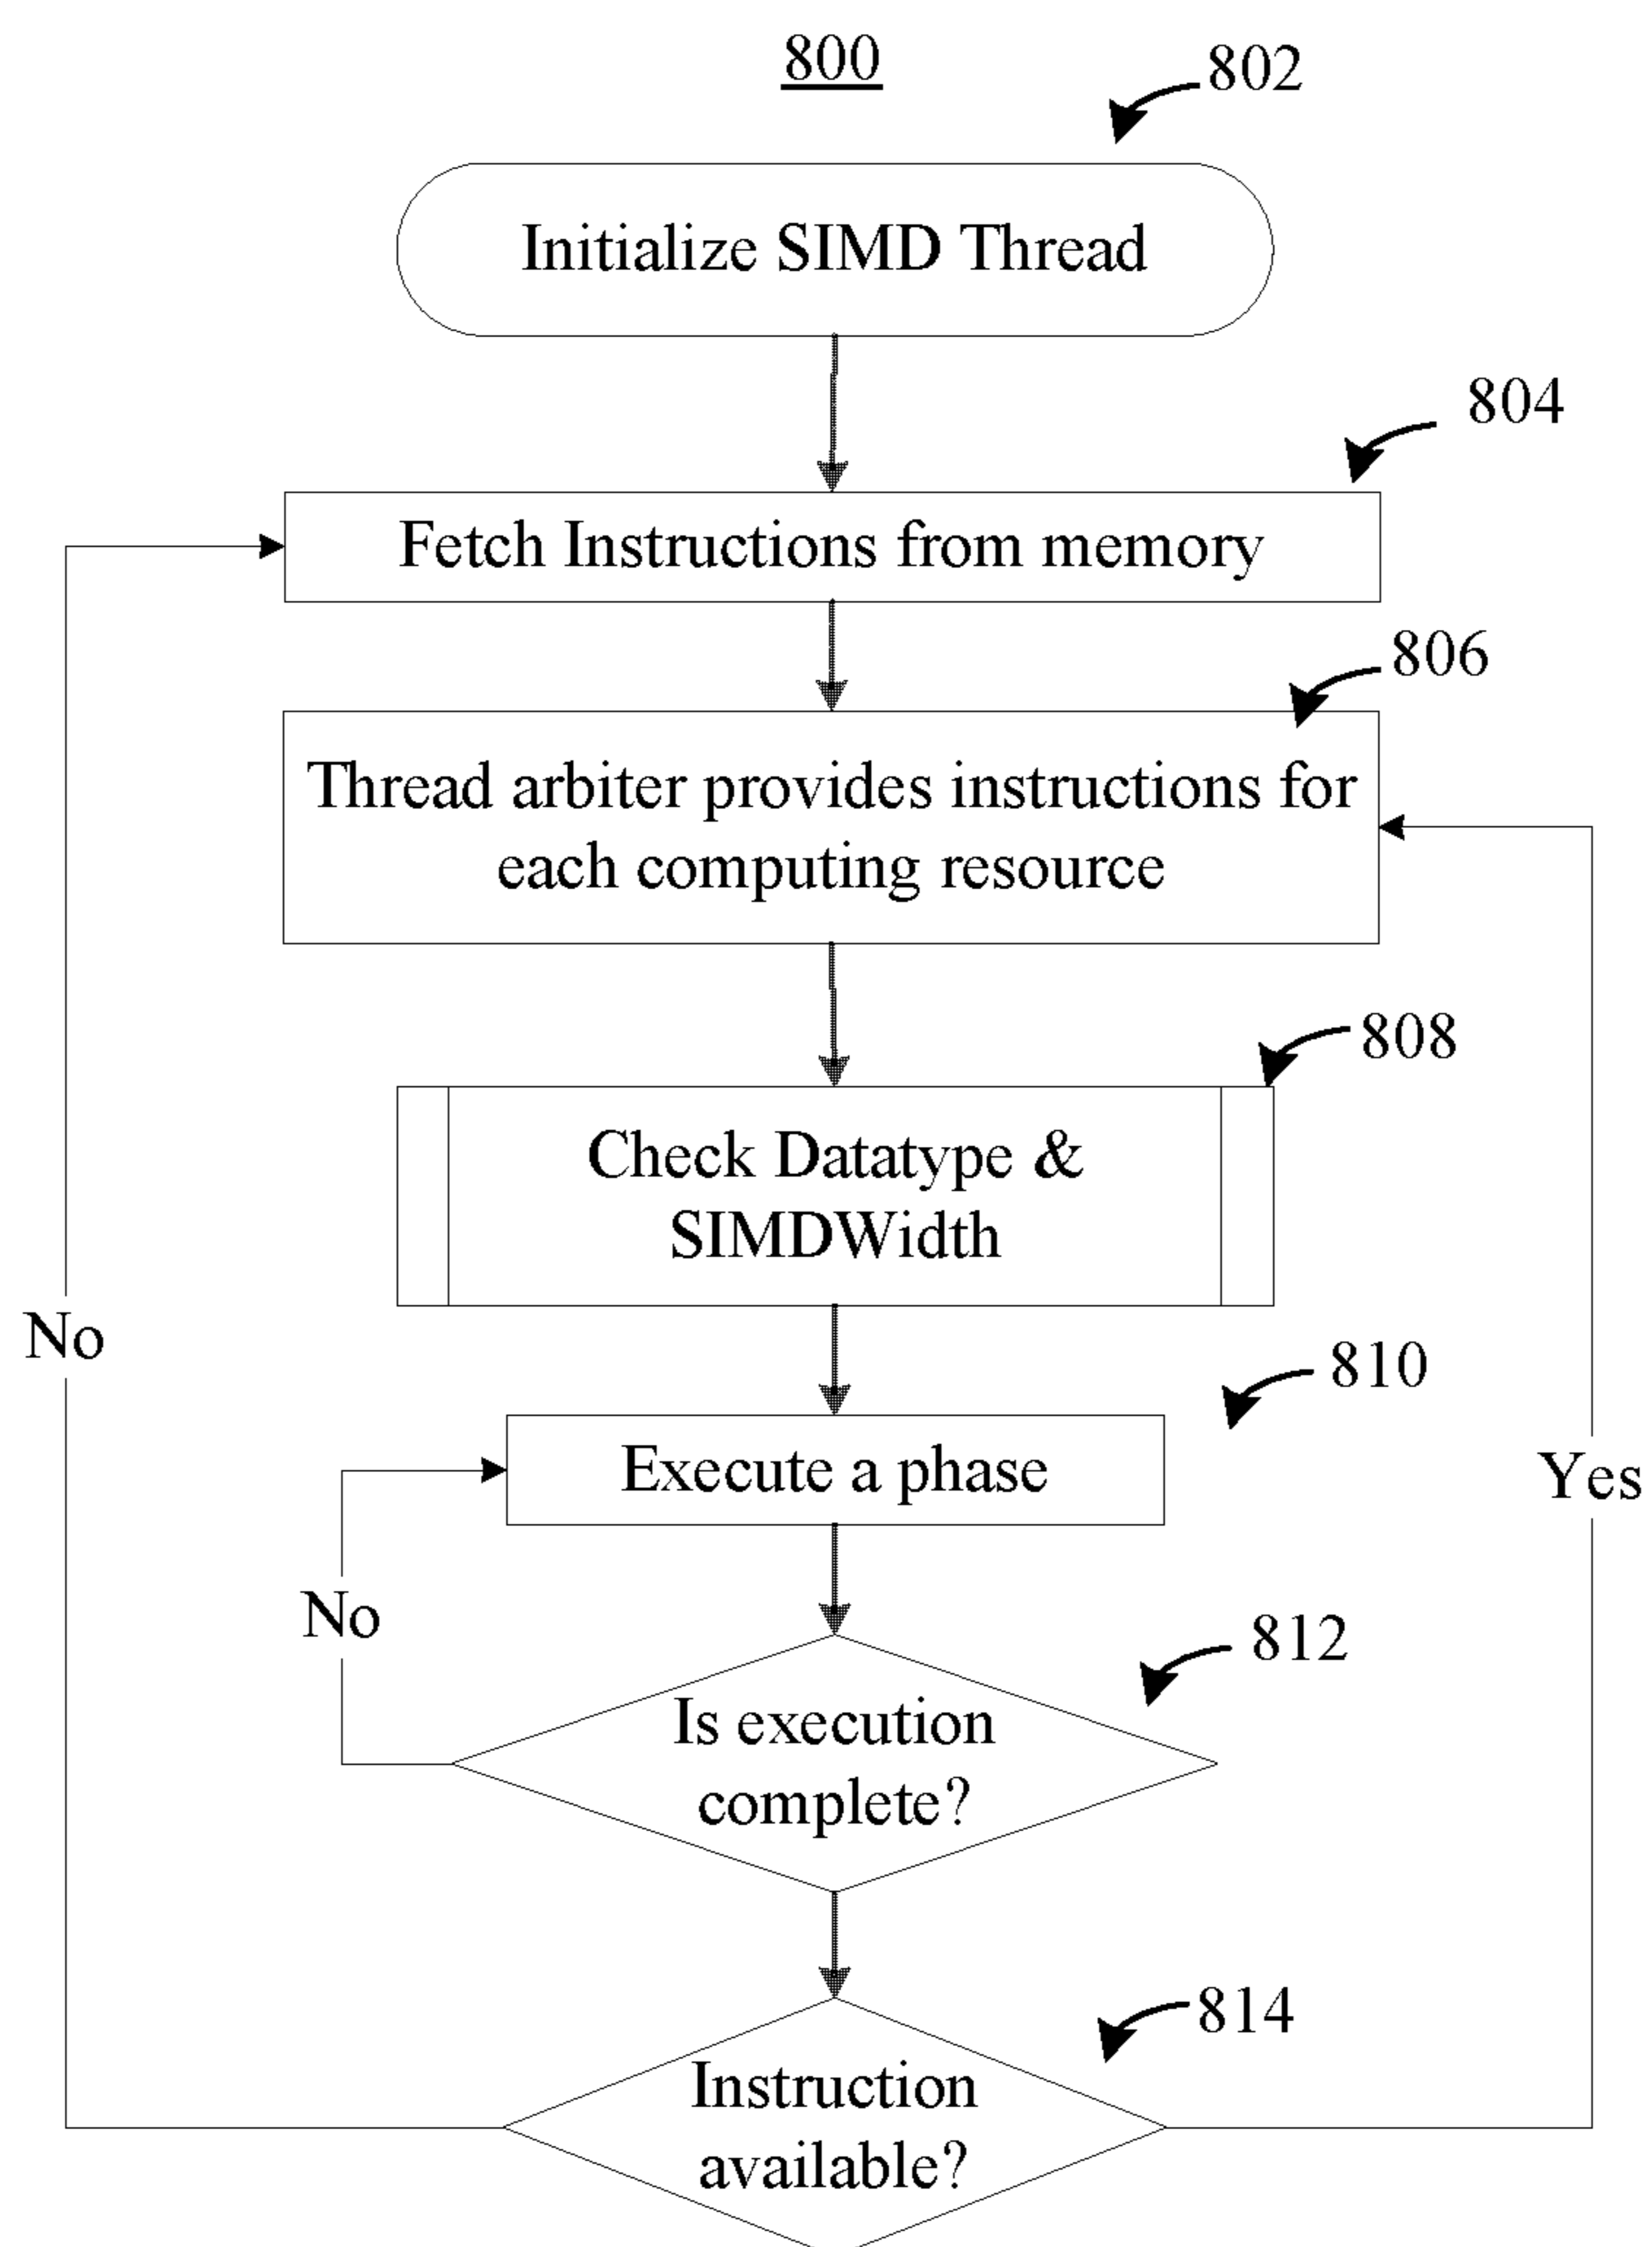 800
802
Initialize SIMD Thread
804
Fetch Instructions from memory
806
Thread arbiter provides instructions for
each computing resource
808
Check Datatype &
SIMDWidth
No
810
Execute a phase
Yes
No
812
Is execution
complete?
814
Instruction
available?